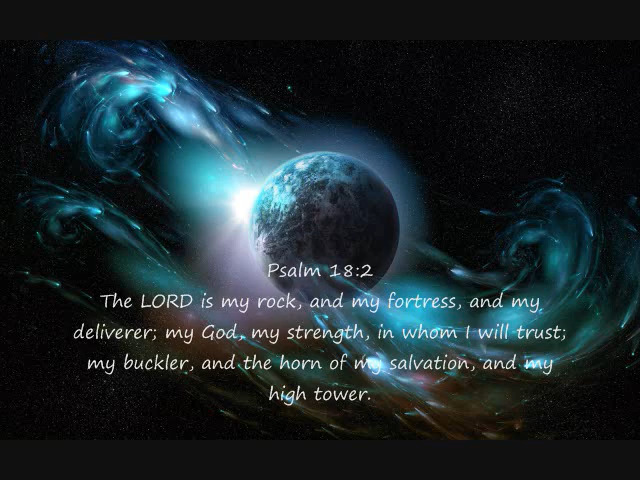 Psalm 18:2
The LORD is my rock, and my fortress, and my
deliverer; my God, my strength, in whom I will trust;
my buckler, and the horn of my salvation, and my
high tower.